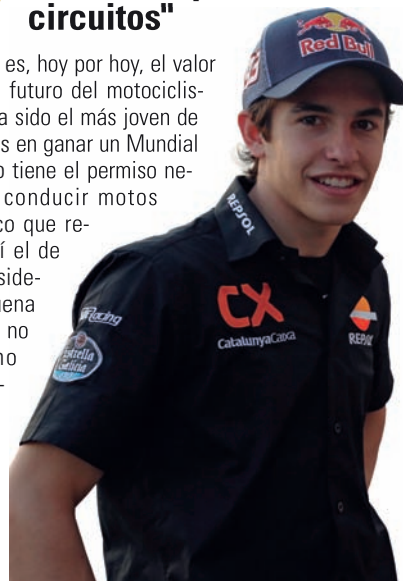 circuitos"
es, hoy por hoy, el valor
futuro del motociclis-
a sido el más joven de
s en ganar un Mundial
o tiene el permiso ne-
conducir motos
co que re-
í el de
side-
uena
no
no
-
Red Bull
REPSOL
CX
CatalunyaCaixa
REPSOL
Racing
Estrella
Galicia